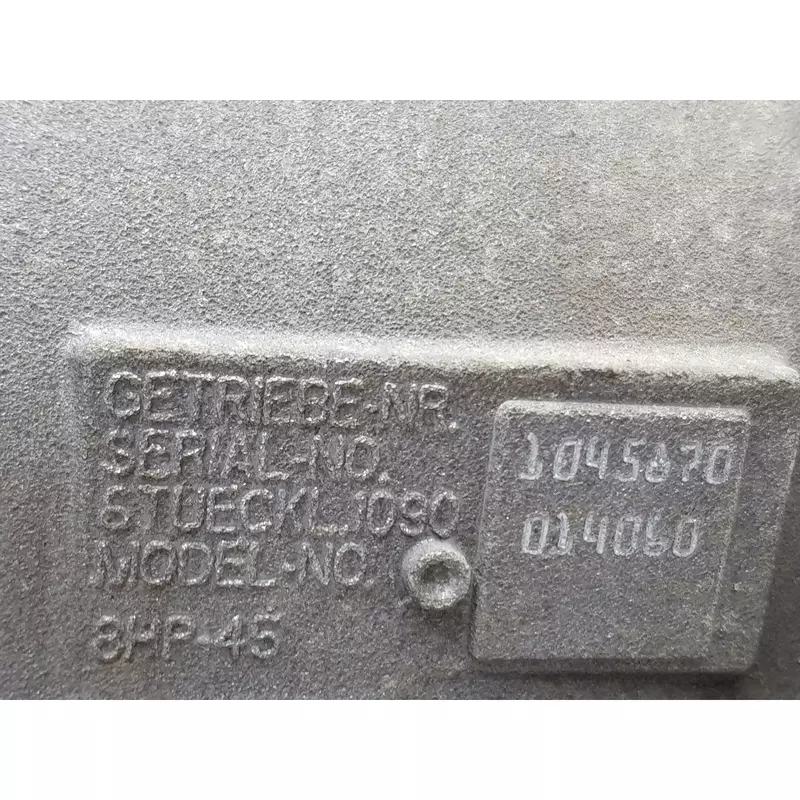 GETRIEBE-NR.
SERIAL-NO.
STUECKL.1090
MODEL-NO.
8HP-45
1045870
014060